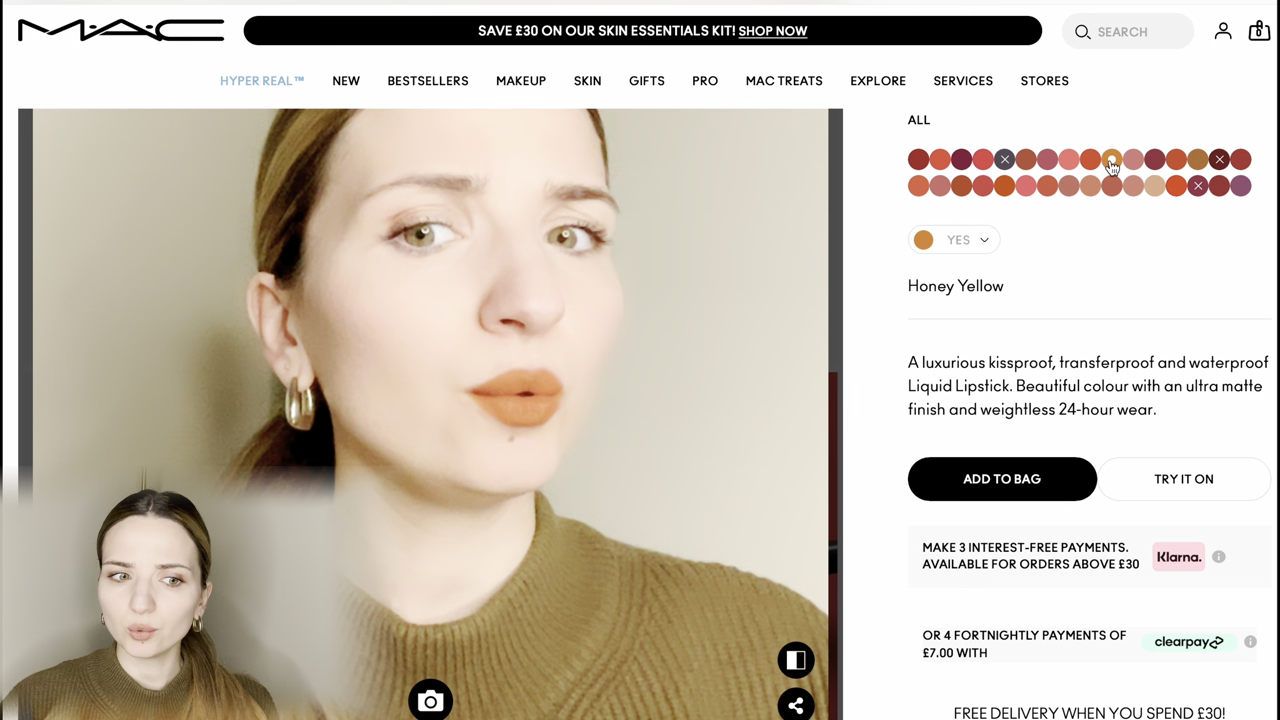 MAC
SAVE £30 ON OUR SKIN ESSENTIALS KIT! SHOP NOW
SEARCH
6
HYPER REAL™ NEW BESTSELLERS MAKEUP SKIN GIFTS PRO MAC TREATS EXPLORE SERVICES STORES
ALL
YES
Honey Yellow
A luxurious kissproof, transferproof and waterproof
Liquid Lipstick. Beautiful colour with an ultra matte
finish and weightless 24-hour wear.
ADD TO BAG
TRY IT ON
MAKE 3 INTEREST-FREE PAYMENTS.
AVAILABLE FOR ORDERS ABOVE £30
Klarna.
OR 4 FORTNIGHTLY PAYMENTS OF
£7.00 WITH
clearpay
FREE DELIVERY WHEN YOU SPEND £30!